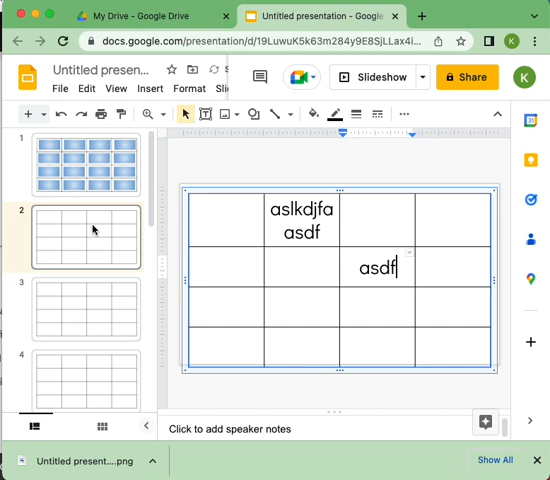 My Drive - Google Drive
Untitled presentation - Google
docs.google.com/presentation/d/19LuwuK5k63m284y9E8SjLLax4i...
K
Untitled presen...
File Edit View Insert Format
Slideshow
Share
K
1
2
3
4
aslkdjfa
asdf
asdf
Click to add speaker notes
Untitled present....png
Show All